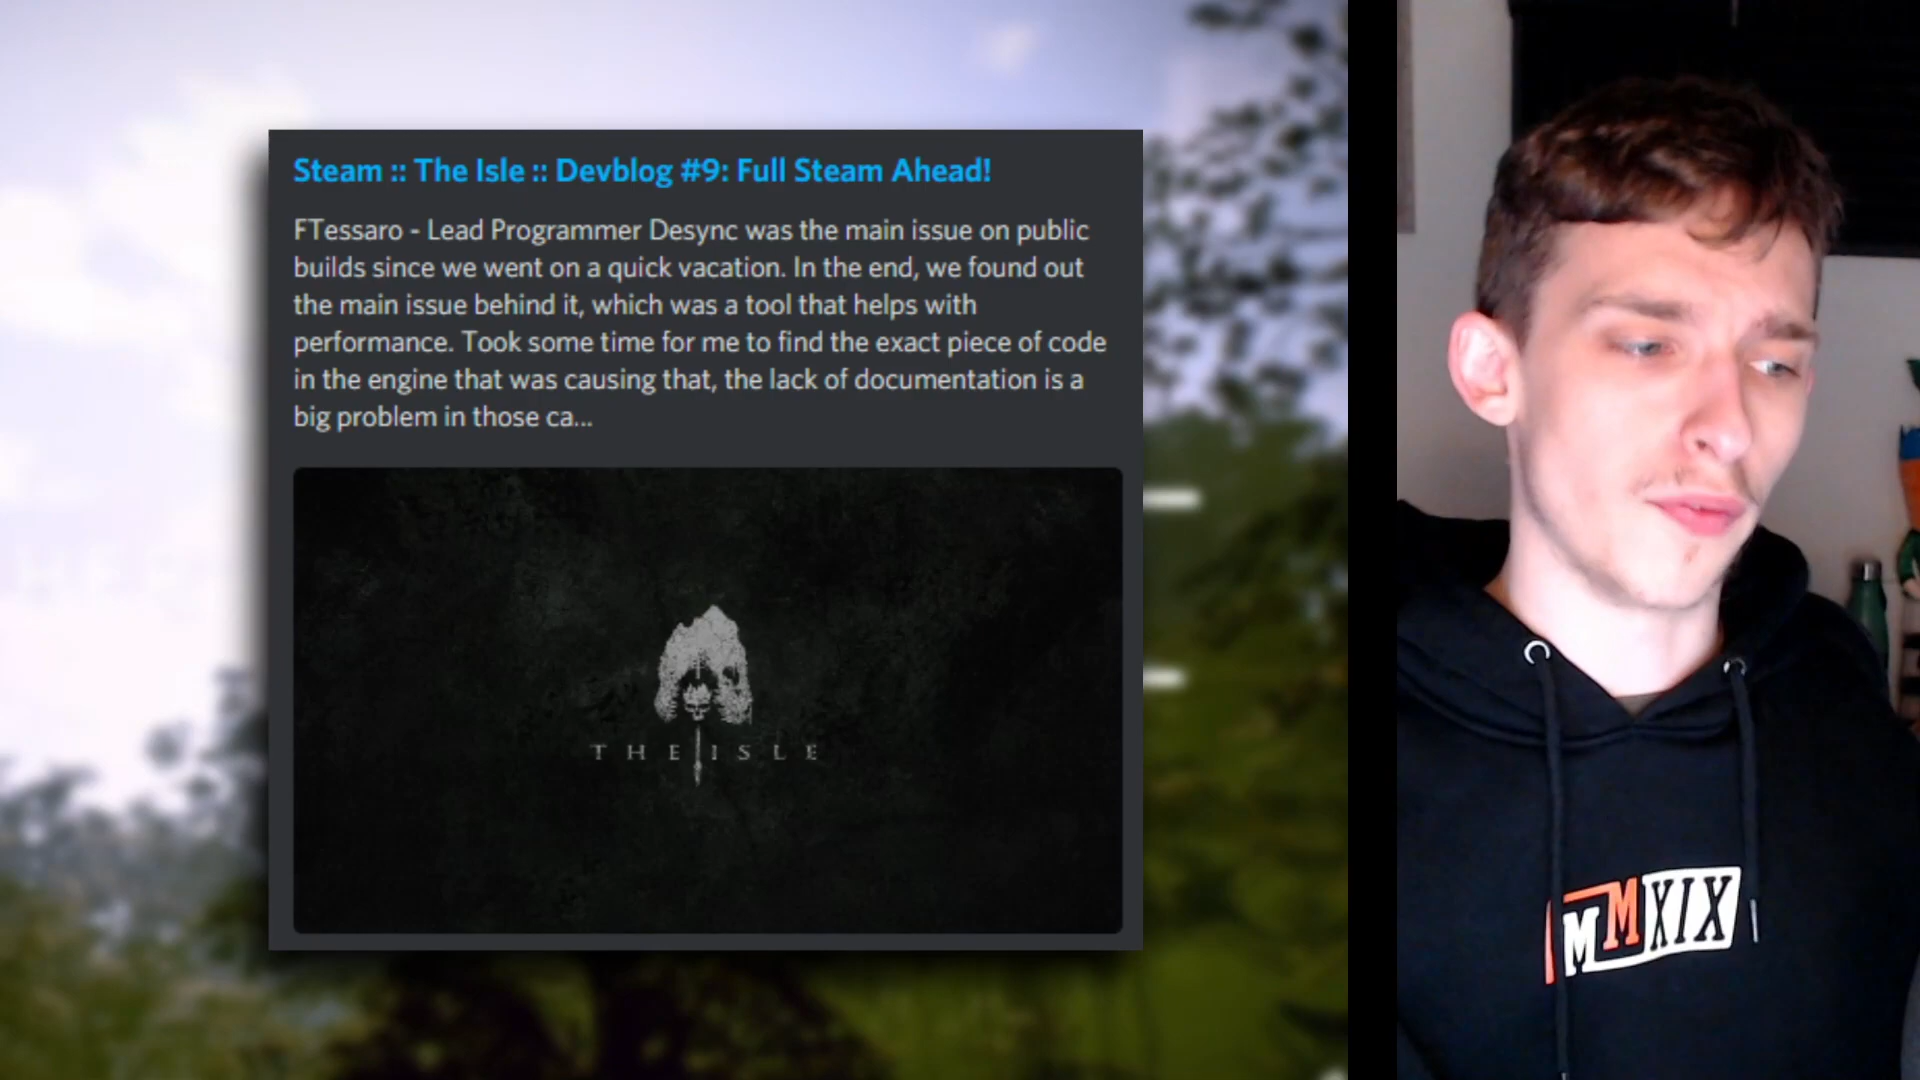 Steam :: The Isle :: Devblog #9: Full Steam Ahead!
FTessaro - Lead Programmer Desync was the main issue on public
builds since we went on a quick vacation. In the end, we found out
the main issue behind it, which was a tool that helps with
performance. Took some time for me to find the exact piece of code
in the engine that was causing that, the lack of documentation is a
big problem in those ca...
THE ISLE
MMXIX